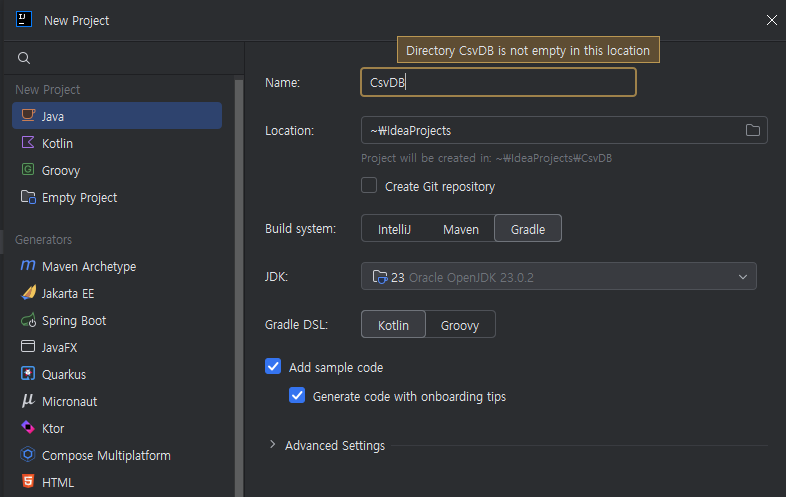 New Project
Directory CsvDB is not empty in this location
New Project
Java
Kotlin
Groovy
Empty Project
Generators
Maven Archetype
Jakarta EE
Spring Boot
JavaFX
Quarkus
Micronaut
Ktor
Compose Multiplatform
HTML
Name: CsvDB
Location: ~₩IdeaProjects
Project will be created in: ~₩IdeaProjects₩CsvDB
Create Git repository
Build system: IntelliJ Maven Gradle
JDK: 23 Oracle OpenJDK 23.0.2
Gradle DSL: Kotlin Groovy
Add sample code
Generate code with onboarding tips
Advanced Settings